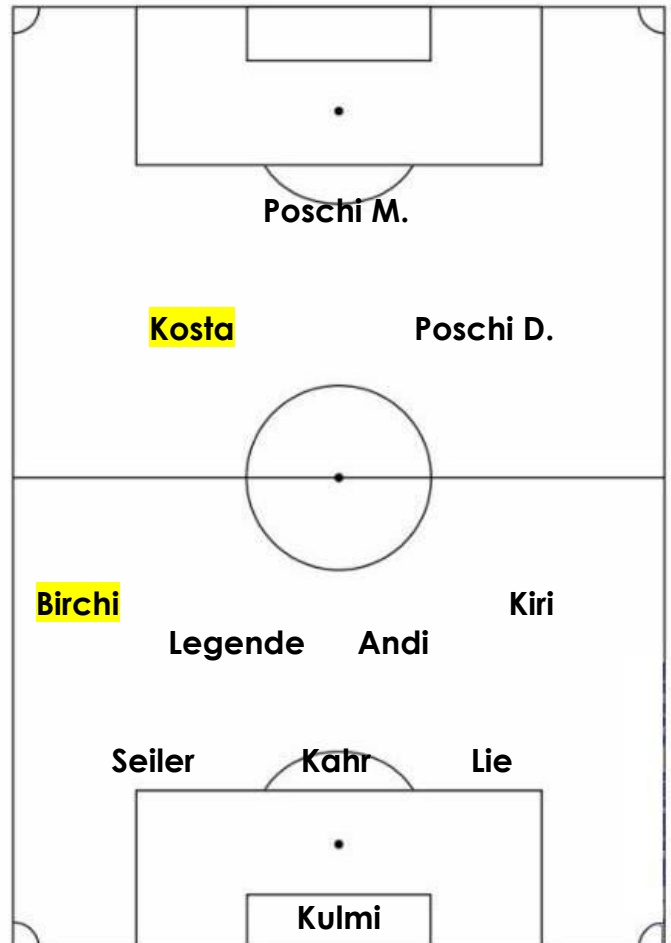 Poschi M.
Kosta Poschi D.
Birchi Kiri
Legende Andi
Seiler Kahr Lie
Kulmi